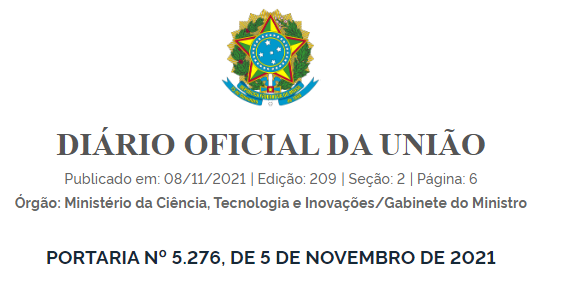 DIÁRIO OFICIAL DA UNIÃO
Publicado em: 08/11/2021 | Edição: 209 | Seção: 2 | Página: 6
Órgão: Ministério da Ciência, Tecnologia e Inovações/Gabinete do Ministro
PORTARIA Nº 5.276, DE 5 DE NOVEMBRO DE 2021